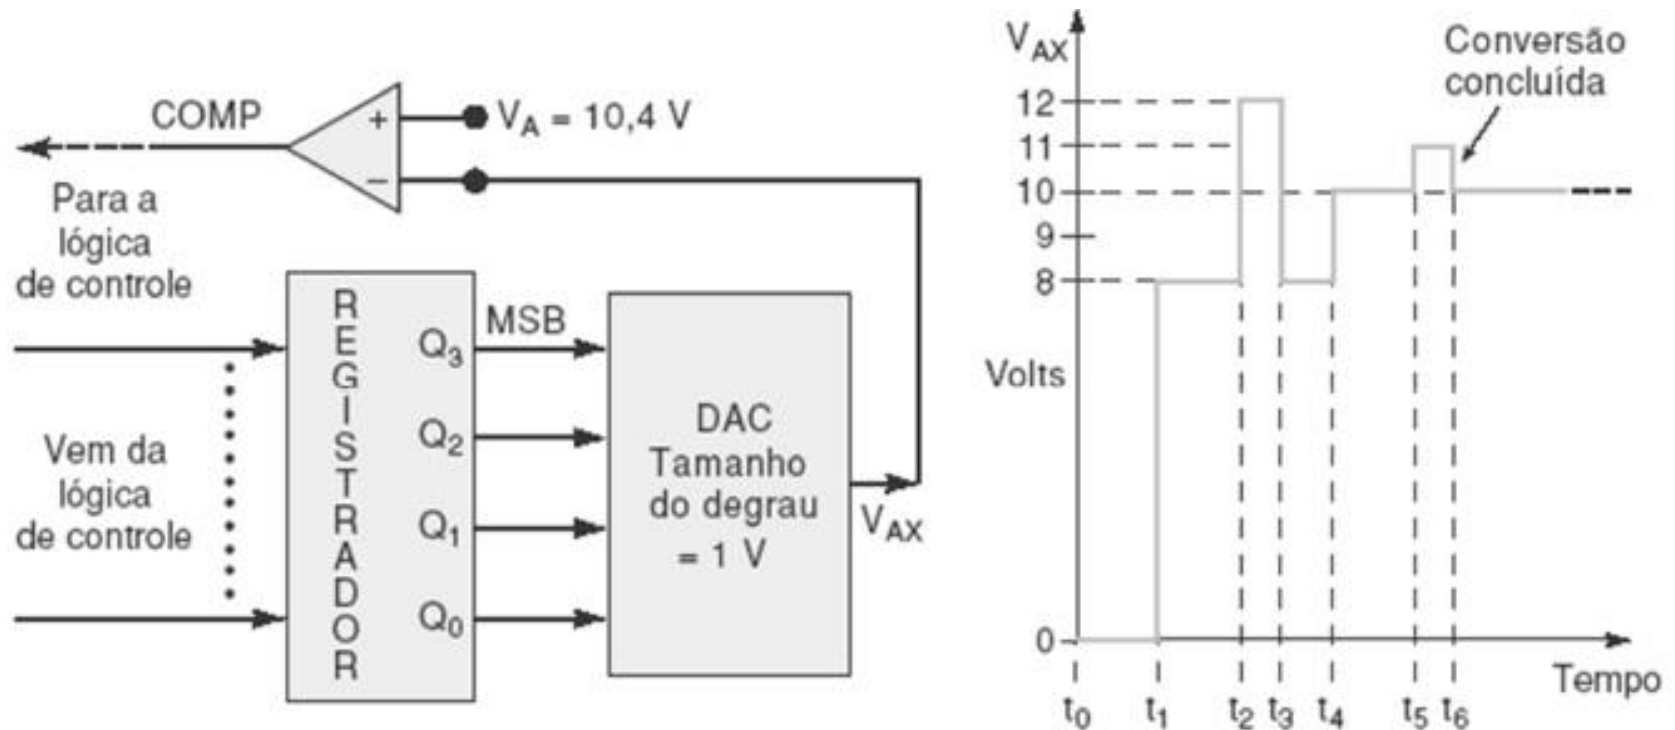 COMP
V_A = 10,4 V
+
−
Para a
lógica
de controle
Vem da
lógica
de controle
REGISTRADOR
MSB
Q₃
Q₂
Q₁
Q₀
DAC
Tamanho
do degrau
= 1 V
V_AX
V_AX
Conversão
concluída
12
11
10
9
8
Volts
0
Tempo
t₀ t₁ t₂ t₃ t₄ t₅ t₆